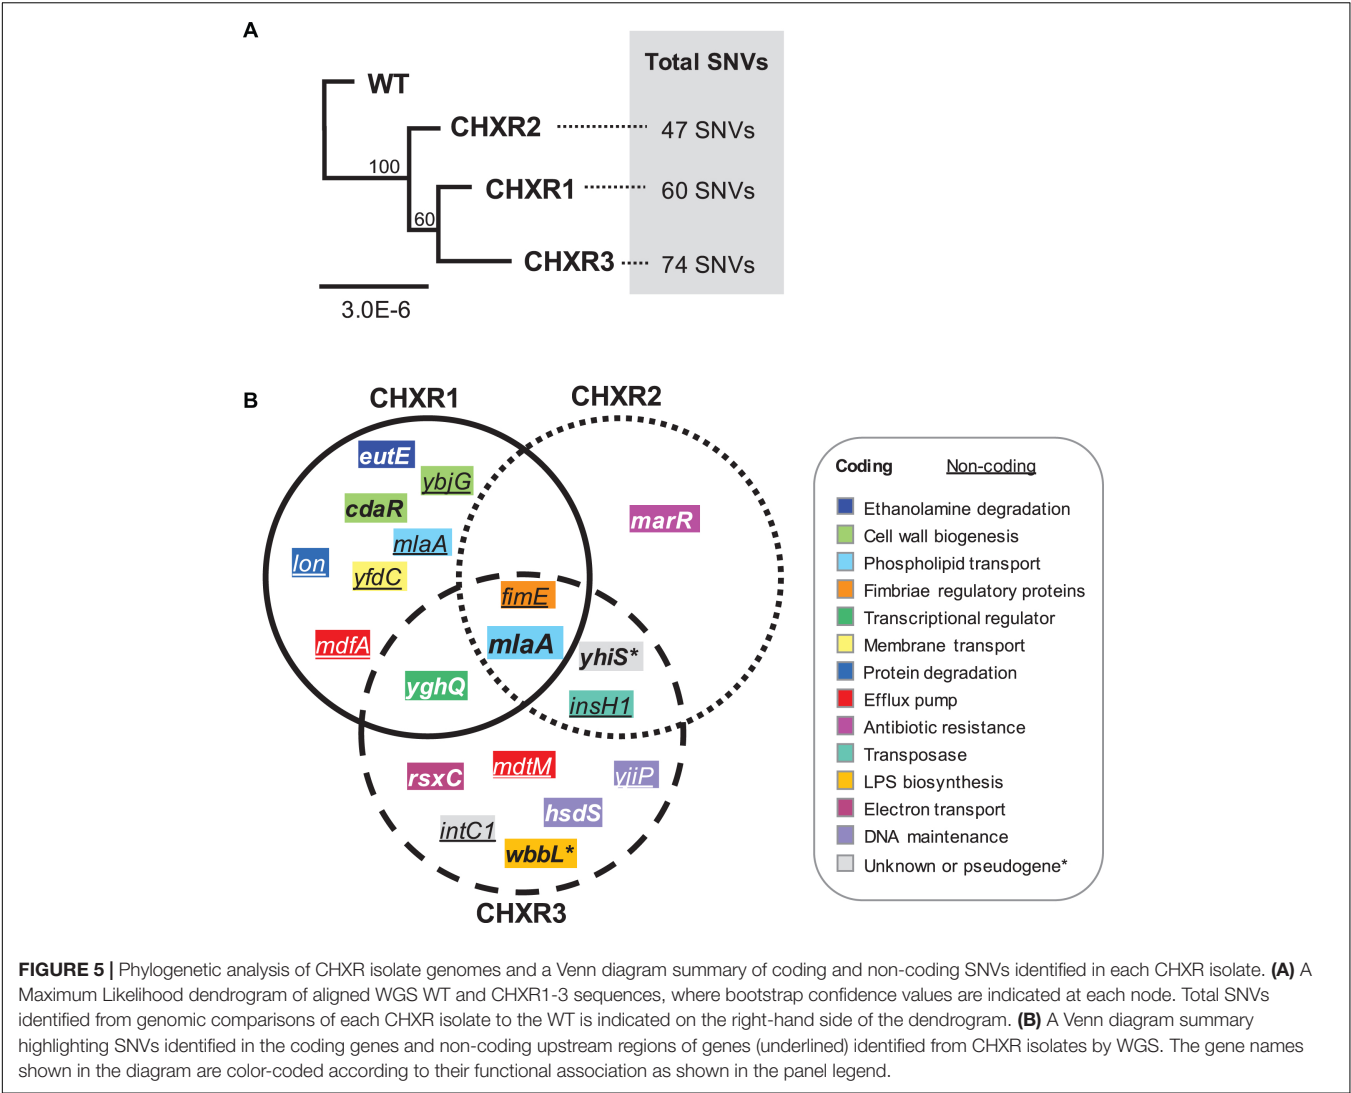 A
Total SNVs
WT
CHXR2
47 SNVs
100
CHXR1
60 SNVs
60
CHXR3
74 SNVs
3.0E-6
B
CHXR1
CHXR2
eutE
ybjG
cdaR
marR
mlaA
lon
yfdC
fimE
mdfA
mlaA
yhiS*
yghQ
insH1
rsxC
mdtM
yjiP
hsdS
intC1
wbbL*
CHXR3
Coding Non-coding
Ethanolamine degradation
Cell wall biogenesis
Phospholipid transport
Fimbriae regulatory proteins
Transcriptional regulator
Membrane transport
Protein degradation
Efflux pump
Antibiotic resistance
Transposase
LPS biosynthesis
Electron transport
DNA maintenance
Unknown or pseudogene*
FIGURE 5 | Phylogenetic analysis of CHXR isolate genomes and a Venn diagram summary of coding and non-coding SNVs identified in each CHXR isolate. (A) A
Maximum Likelihood dendrogram of aligned WGS WT and CHXR1-3 sequences, where bootstrap confidence values are indicated at each node. Total SNVs
identified from genomic comparisons of each CHXR isolate to the WT is indicated on the right-hand side of the dendrogram. (B) A Venn diagram summary
highlighting SNVs identified in the coding genes and non-coding upstream regions of genes (underlined) identified from CHXR isolates by WGS. The gene names
shown in the diagram are color-coded according to their functional association as shown in the panel legend.